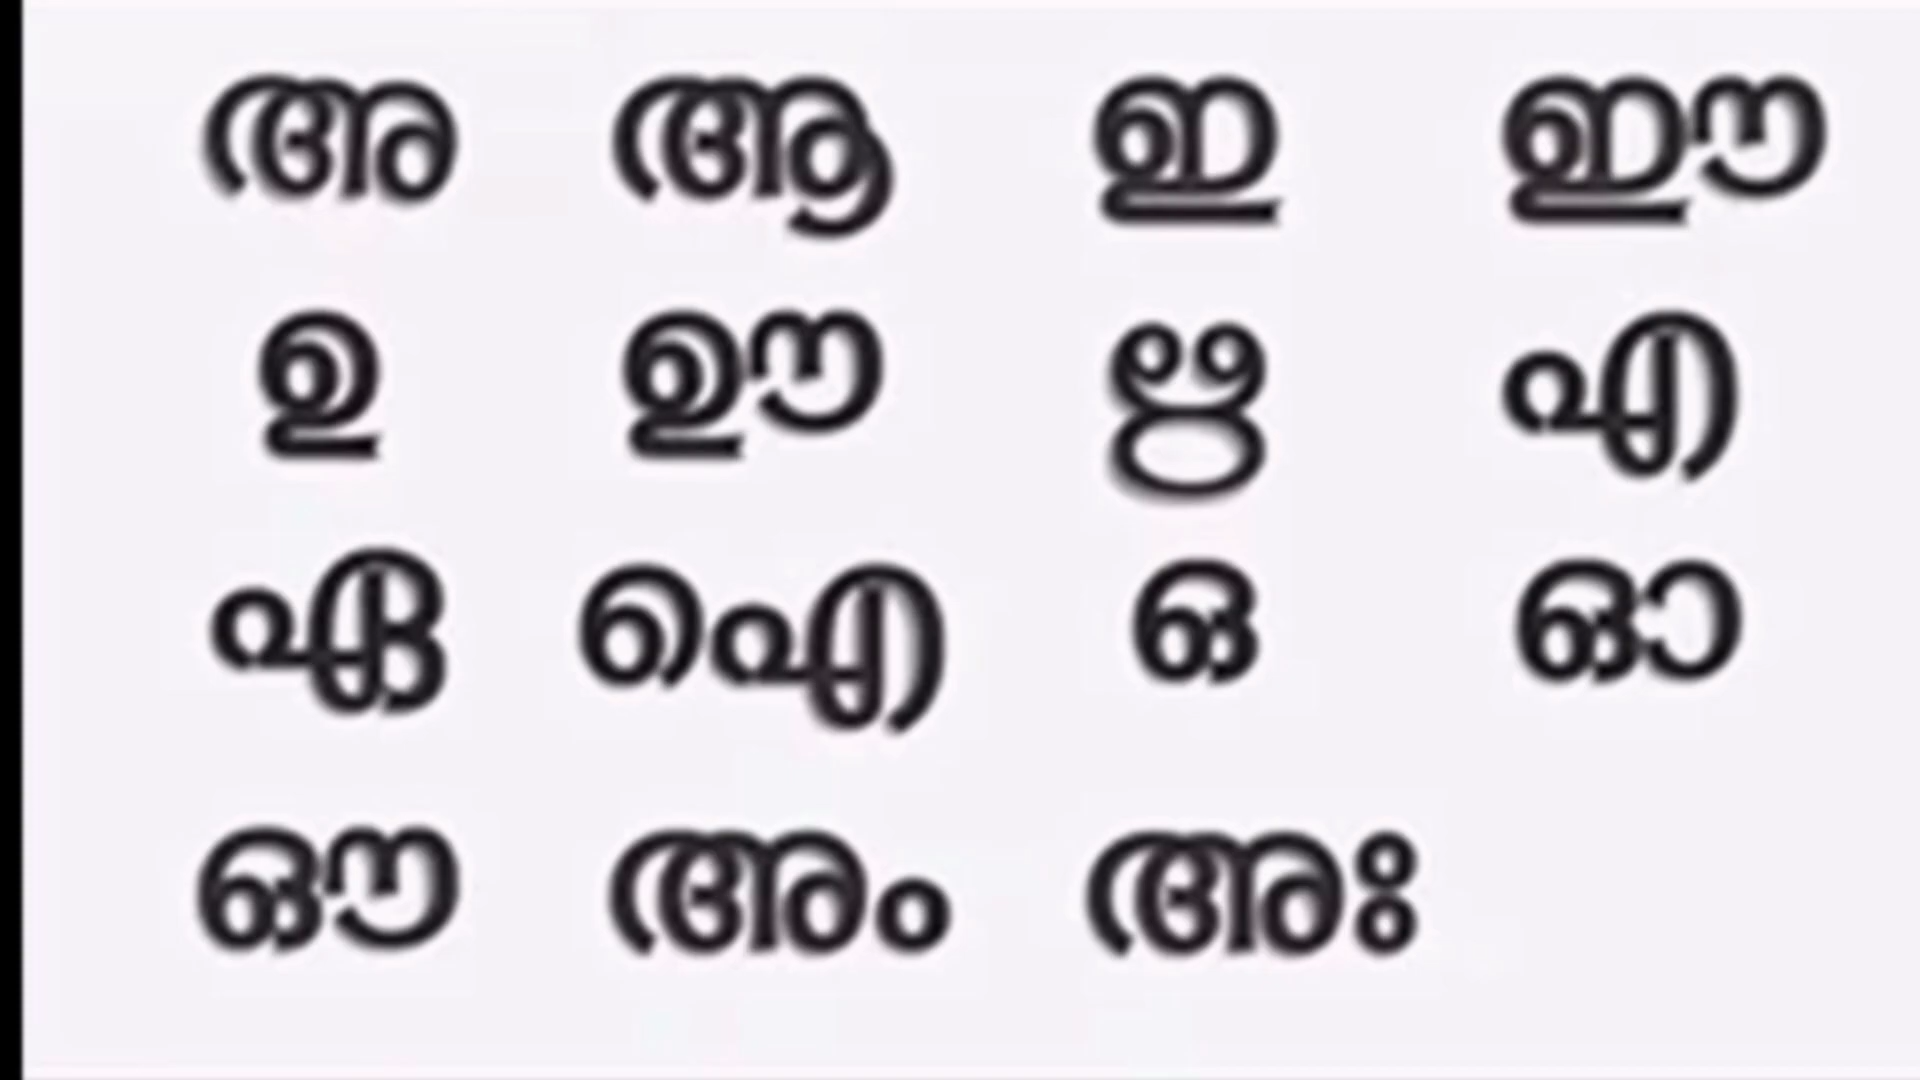 അ ആ ഇ ഈ
ഉ ഊ ഋ എ
ഏ ഐ ഒ ഓ
ഔ അം അഃ